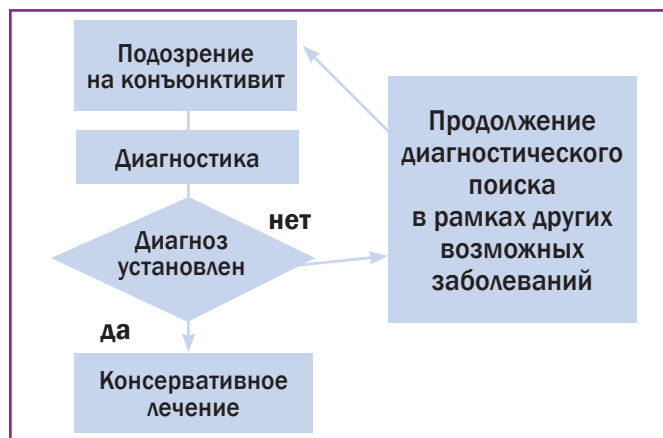 Подозрение
на конъюнктивит
Диагностика
Диагноз
установлен
нет
Продолжение
диагностического
поиска
в рамках других
возможных
заболеваний
да
Консервативное
лечение